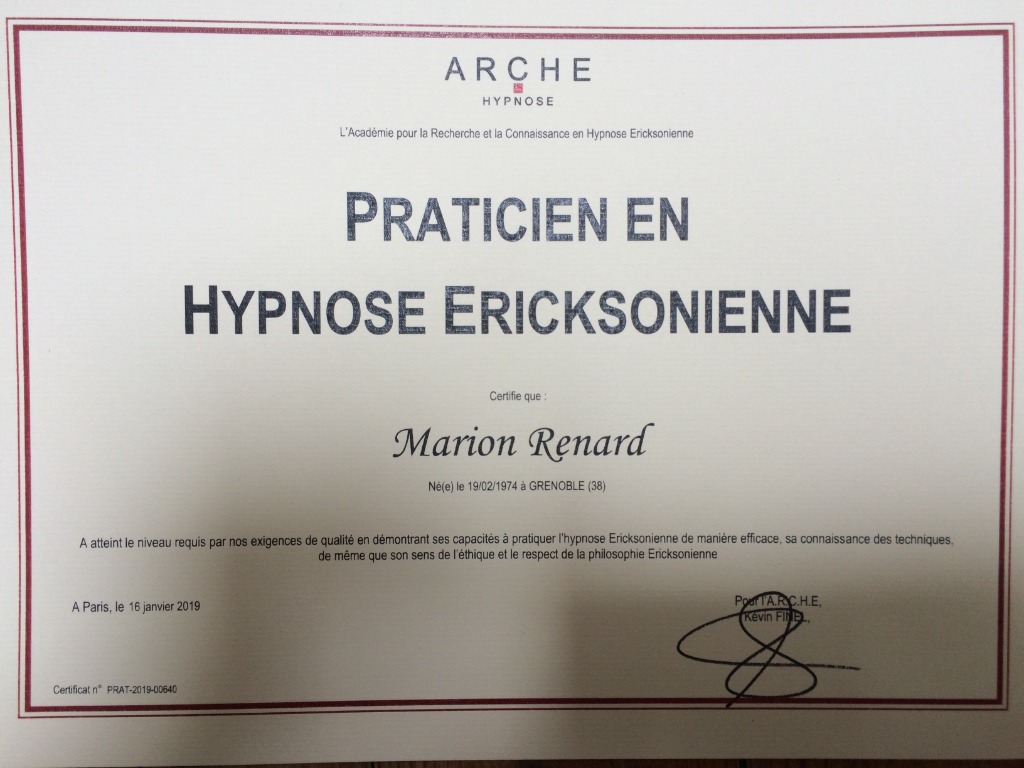 ARCHE
HYPNOSE
L'Académie pour la Recherche et la Connaissance en Hypnose Ericksonienne
PRATICIEN EN
HYPNOSE ERICKSONIENNE
Certifie que :
Marion Renard
Né(e) le 19/02/1974 à GRENOBLE (38)
A atteint le niveau requis par nos exigences de qualité en démontrant ses capacités à pratiquer l'hypnose Ericksonienne de manière efficace, sa connaissance des techniques,
de même que son sens de l'éthique et le respect de la philosophie Ericksonienne
A Paris, le 16 janvier 2019
Pour l'A.R.C.H.E,
Kévin FINEL,
Certificat n° PRAT-2019-00640